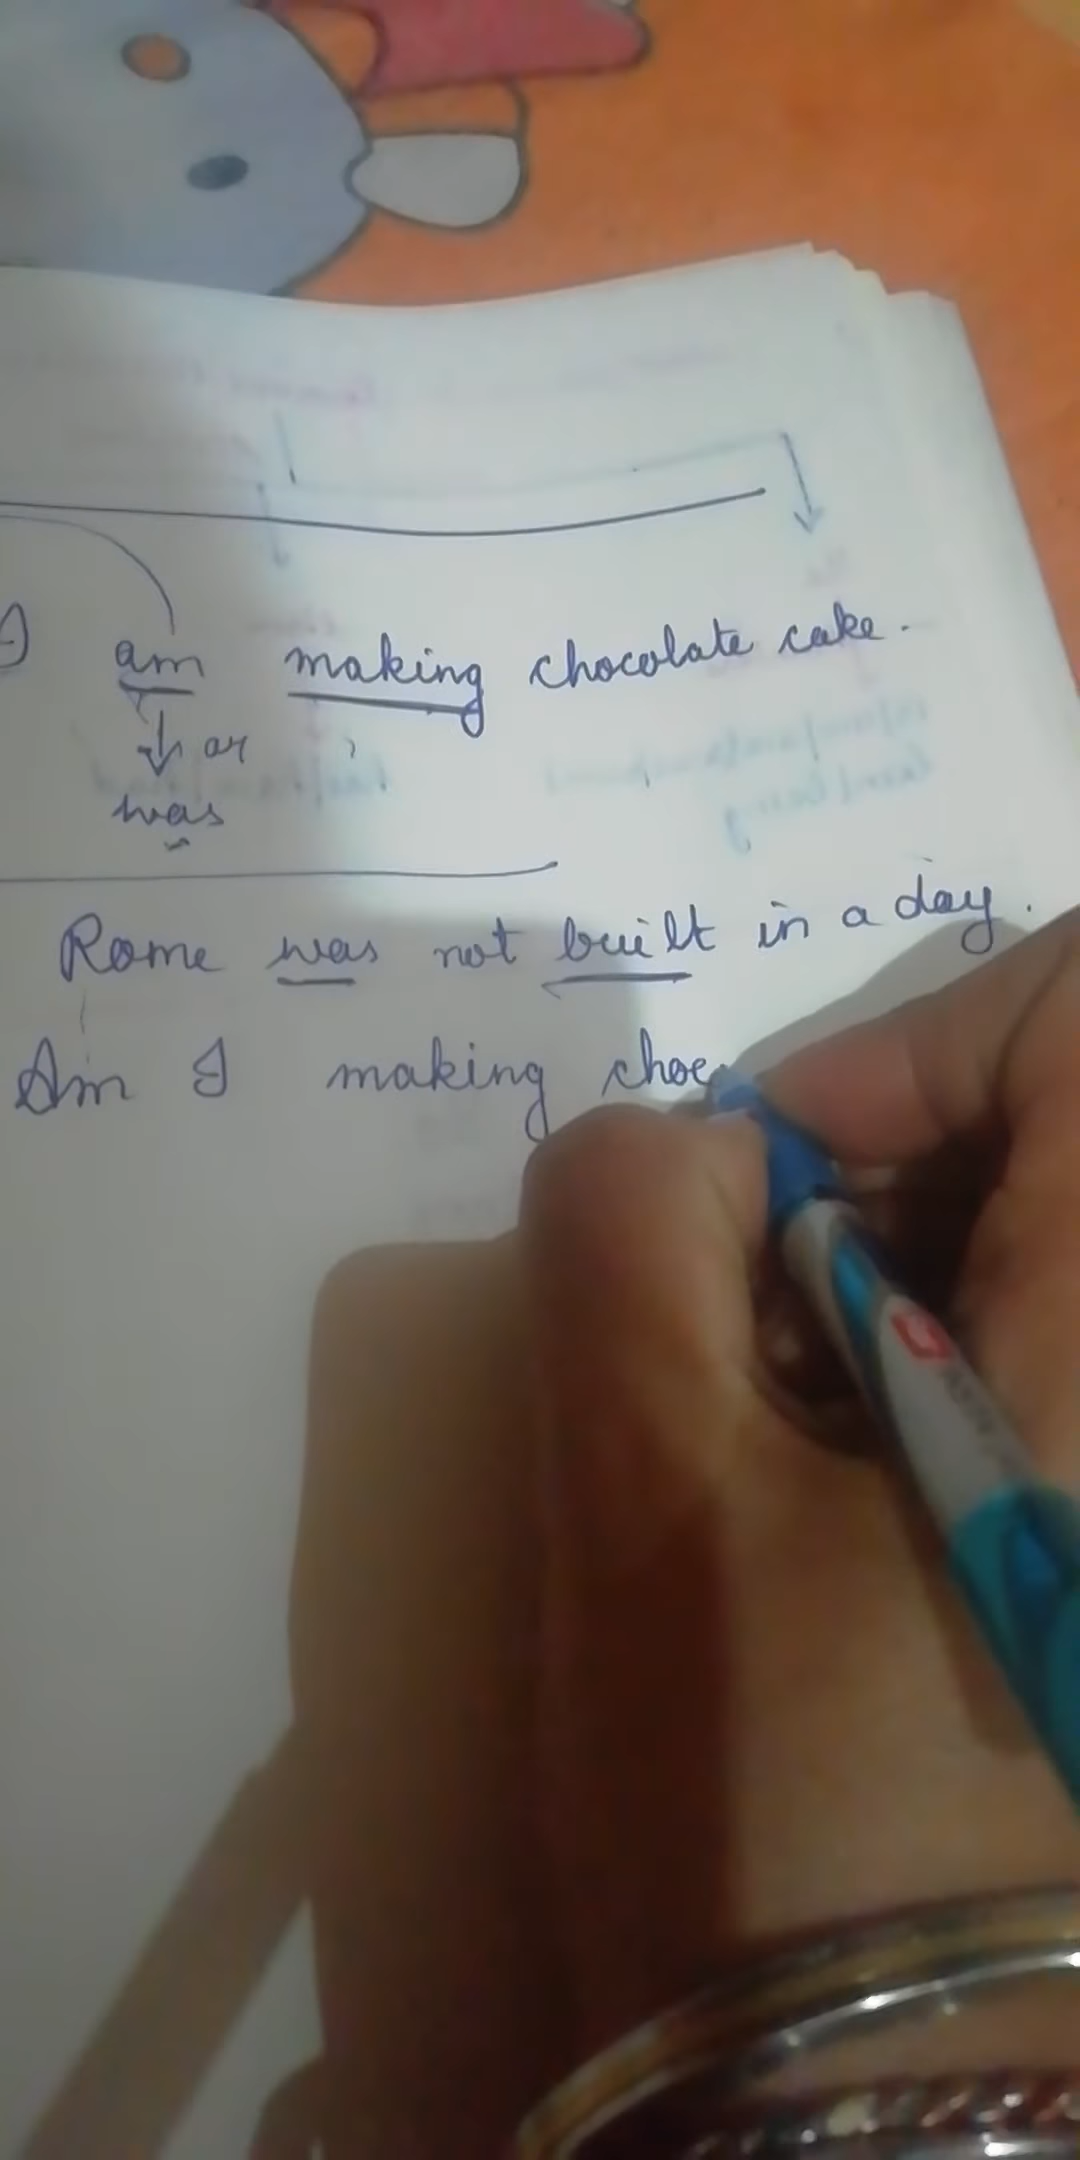 I am making chocolate cake.
or
was
Rome was not built in a day.
Am I making choc